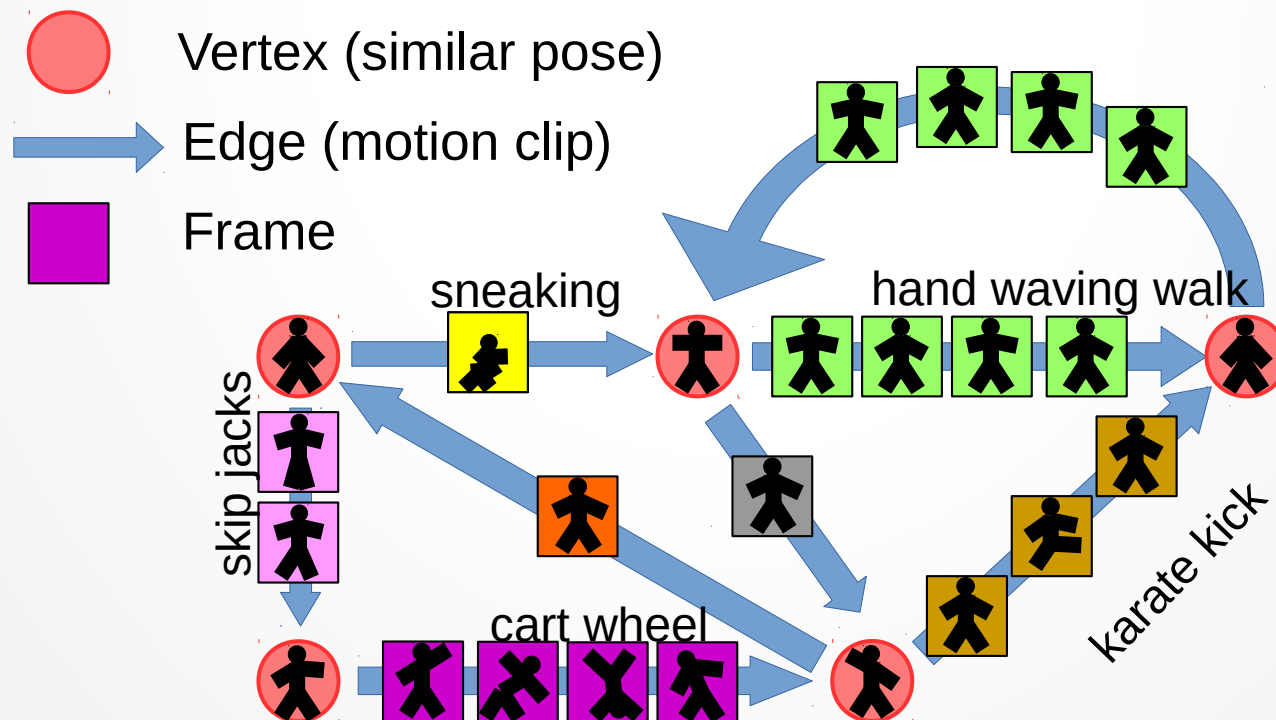 Vertex (similar pose)
Edge (motion clip)
Frame
sneaking
hand waving walk
skip jacks
cart wheel
karate kick